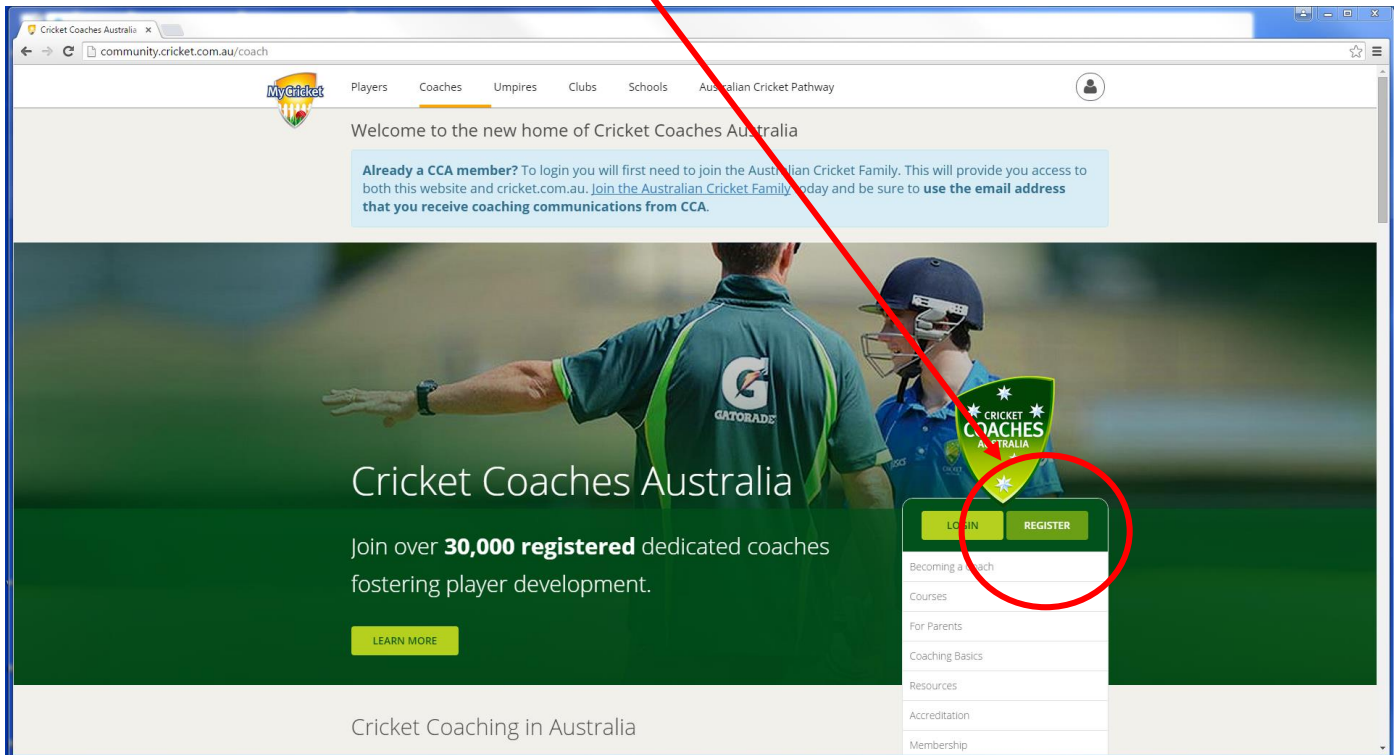 Cricket Coaches Australia
community.cricket.com.au/coach
MyCricket
Players Coaches Umpires Clubs Schools Australian Cricket Pathway
Welcome to the new home of Cricket Coaches Australia
Already a CCA member? To login you will first need to join the Australian Cricket Family. This will provide you access to
both this website and cricket.com.au. Join the Australian Cricket Family today and be sure to use the email address
that you receive coaching communications from CCA.
G
GATORADE
asics
CRICKET
COACHES
AUSTRALIA
Cricket Coaches Australia
Join over 30,000 registered dedicated coaches
fostering player development.
LEARN MORE
LOGIN REGISTER
Becoming a Coach
Courses
For Parents
Coaching Basics
Resources
Accreditation
Membership
Cricket Coaching in Australia